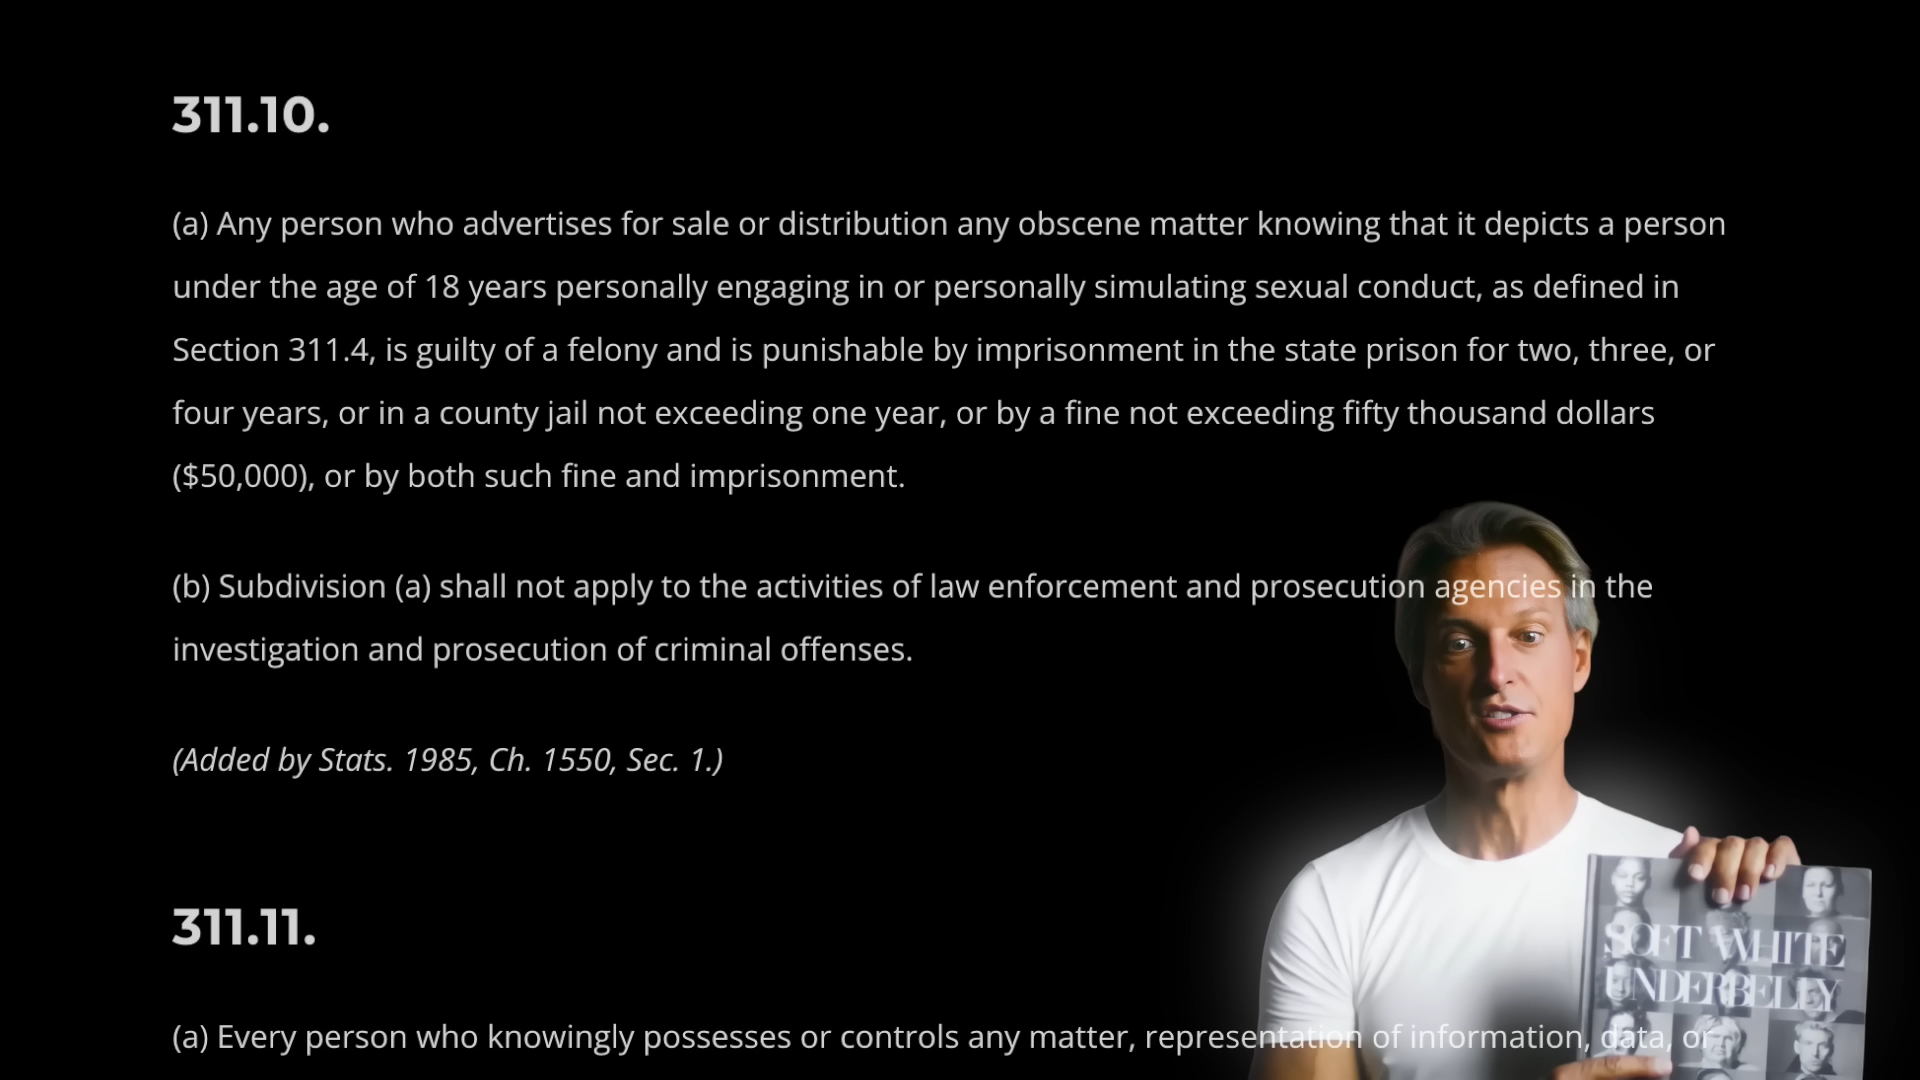 311.10.
(a) Any person who advertises for sale or distribution any obscene matter knowing that it depicts a person
under the age of 18 years personally engaging in or personally simulating sexual conduct, as defined in
Section 311.4, is guilty of a felony and is punishable by imprisonment in the state prison for two, three, or
four years, or in a county jail not exceeding one year, or by a fine not exceeding fifty thousand dollars
($50,000), or by both such fine and imprisonment.
(b) Subdivision (a) shall not apply to the activities of law enforcement and prosecution agencies in the
investigation and prosecution of criminal offenses.
(Added by Stats. 1985, Ch. 1550, Sec. 1.)
311.11.
(a) Every person who knowingly possesses or controls any matter, representation of information, data, or
SOFT WHITE
UNDERBELLY